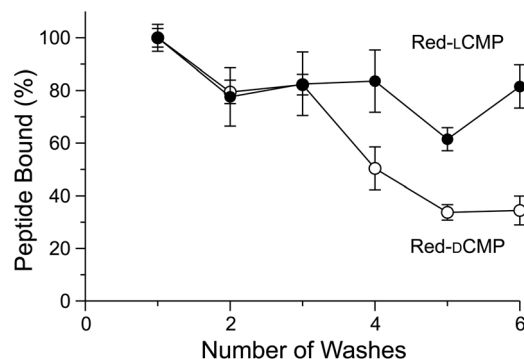 Peptide Bound (%)
100
80
60
40
20
0
Red-LCMP
Red-DCMP
0
2
4
6
Number of Washes